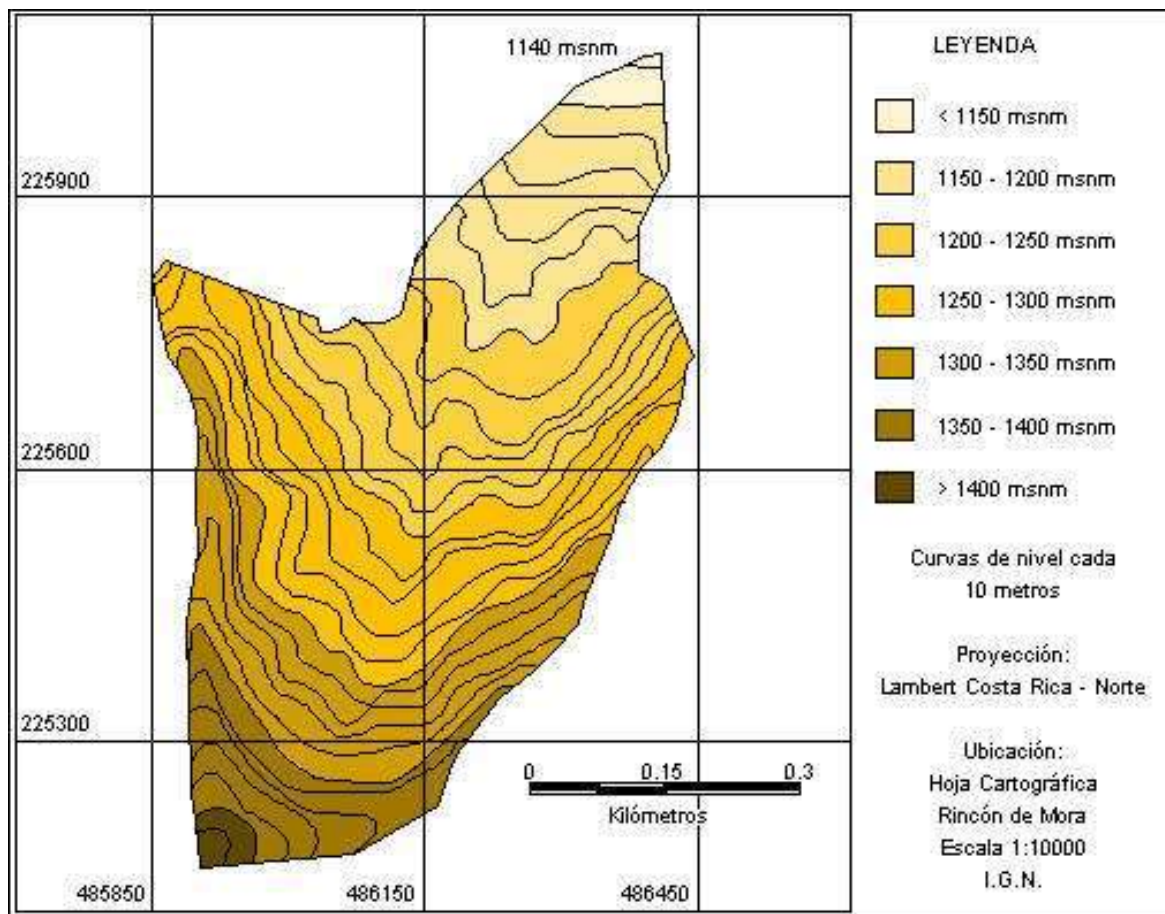 1140 msnm
225900
225600
225300
485850
486150
486450
0
0.15
0.3
Kilómetros
LEYENDA
< 1150 msnm
1150 - 1200 msnm
1200 - 1250 msnm
1250 - 1300 msnm
1300 - 1350 msnm
1350 - 1400 msnm
> 1400 msnm
Curvas de nivel cada
10 metros
Proyección:
Lambert Costa Rica - Norte
Ubicación:
Hoja Cartográfica
Rincón de Mora
Escala 1:10000
I.G.N.